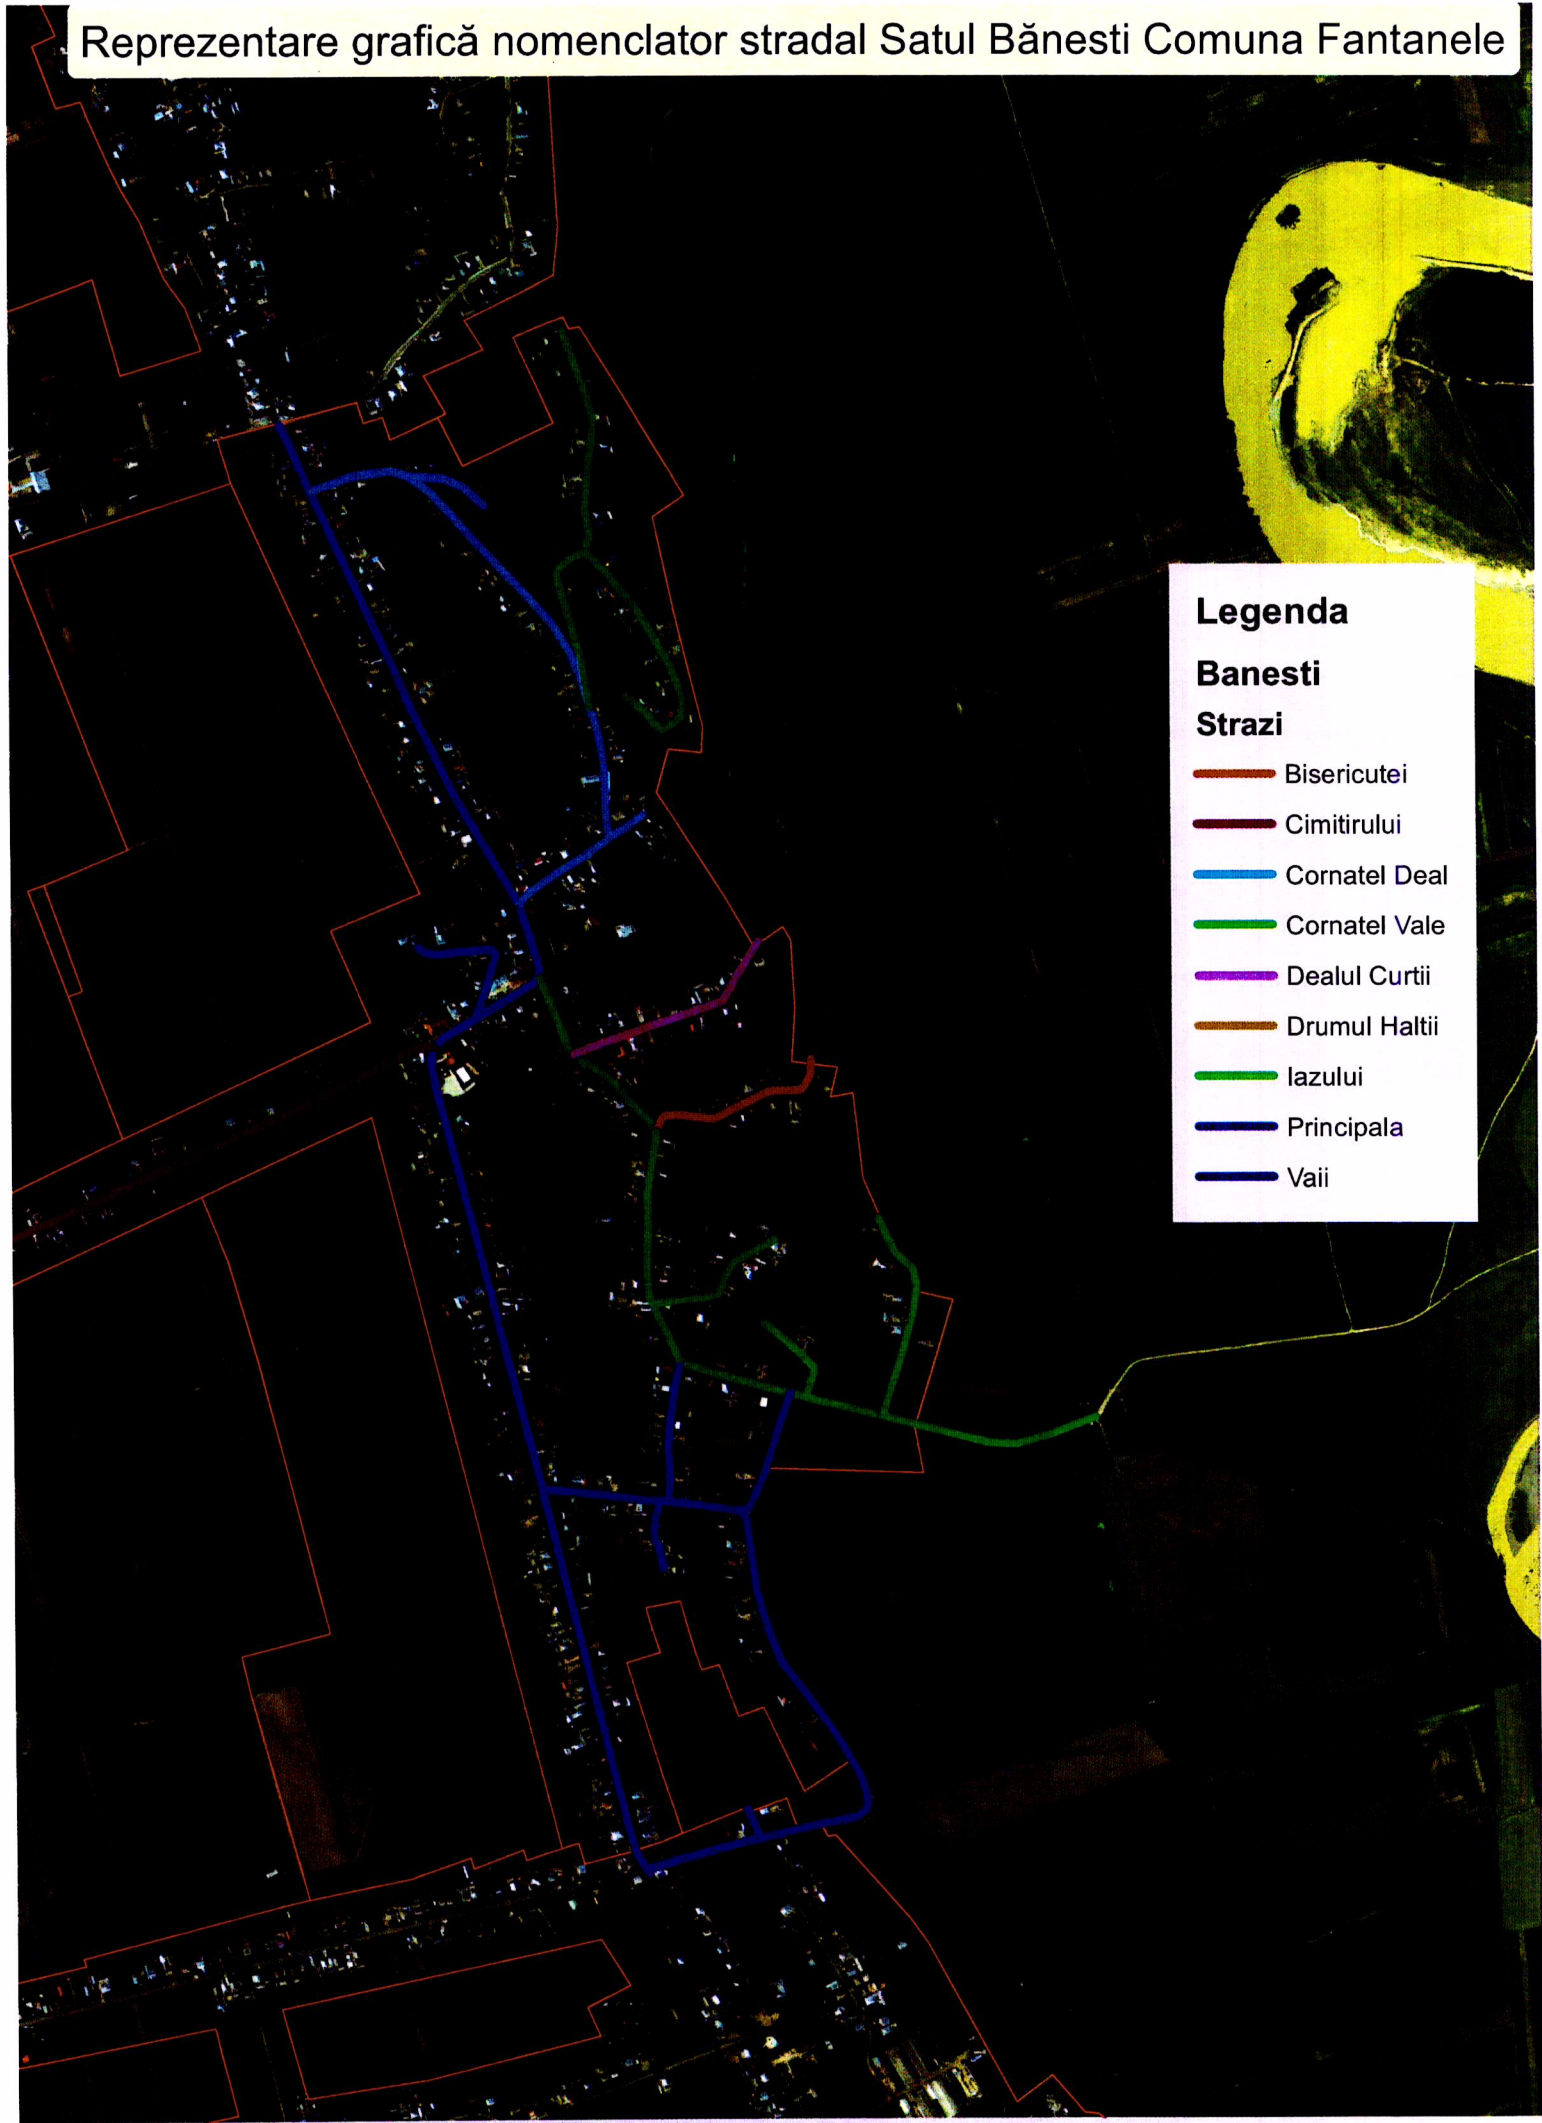 Reprezentare grafică nomenclator stradal Satul Bănesti Comuna Fantanele
Legenda
Banesti
Strazi
Bisericutei
Cimitirului
Cornatel Deal
Cornatel Vale
Dealul Curtii
Drumul Haltii
Iazului
Principala
Vaii